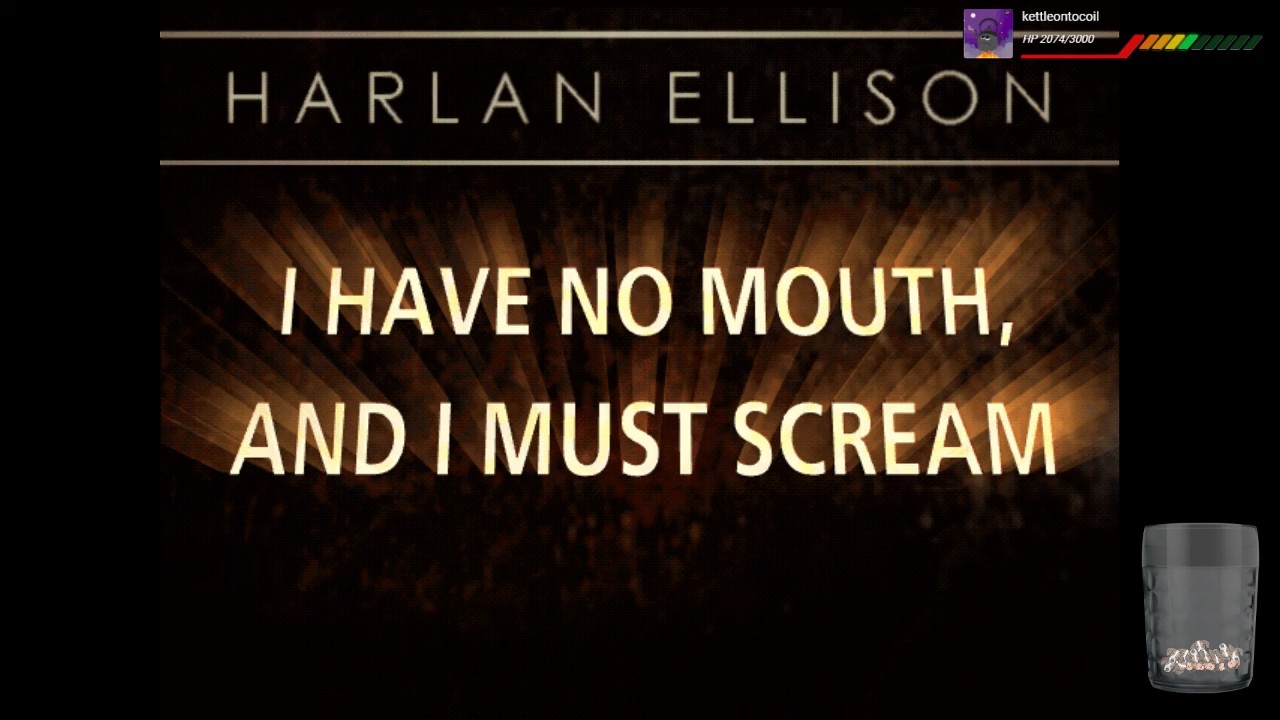 kettleontocoil
HP 2074/3000
HARLAN ELLISON
I HAVE NO MOUTH,
AND I MUST SCREAM